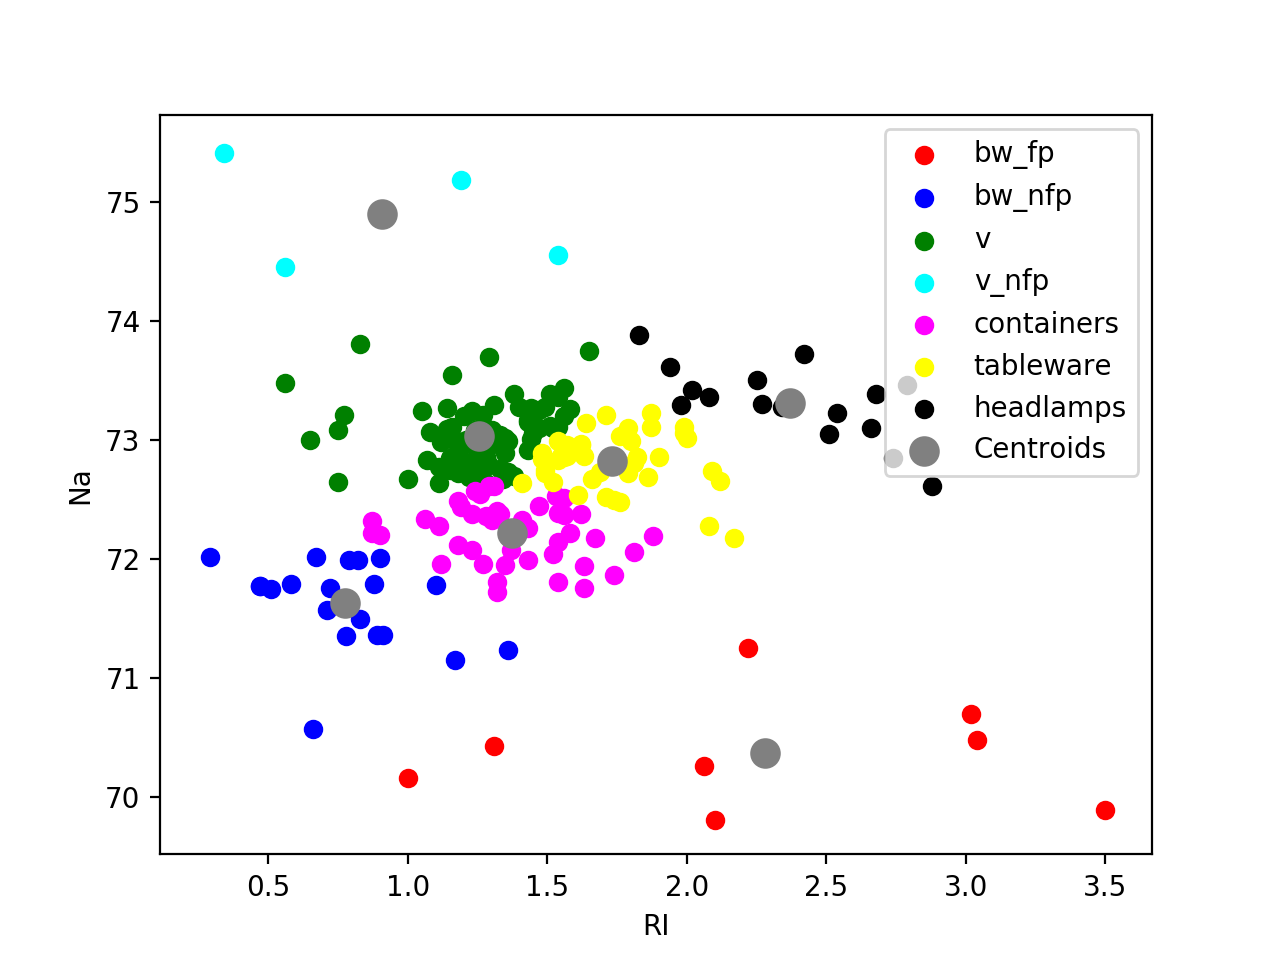 bw_fp
bw_nfp
v
v_nfp
containers
tableware
headlamps
Centroids
Na
75
74
73
72
71
70
0.5 1.0 1.5 2.0 2.5 3.0 3.5
RI